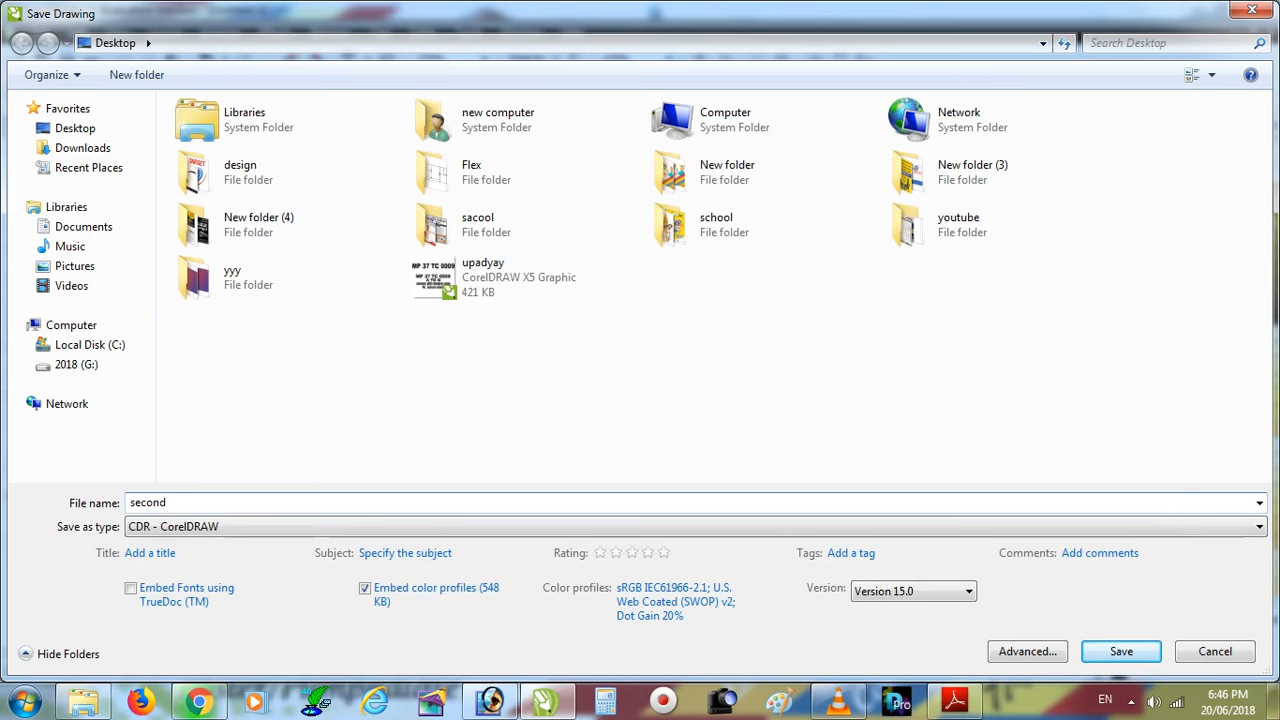 Save Drawing
Desktop
Search Desktop
Organize
New folder
Favorites
Desktop
Downloads
Recent Places
Libraries
Documents
Music
Pictures
Videos
Computer
Local Disk (C:)
2018 (G:)
Network
Libraries
System Folder
new computer
System Folder
Computer
System Folder
Network
System Folder
design
File folder
Flex
File folder
New folder
File folder
New folder (3)
File folder
New folder (4)
File folder
sacool
File folder
school
File folder
youtube
File folder
yyy
File folder
MP 37 TC 0009
upadyay
CorelDRAW X5 Graphic
421 KB
File name: second
Save as type: CDR - CorelDRAW
Title: Add a title
Subject: Specify the subject
Rating:
Tags: Add a tag
Comments: Add comments
Embed Fonts using
TrueDoc (TM)
Embed color profiles (548
KB)
Color profiles: sRGB IEC61966-2.1; U.S.
Web Coated (SWOP) v2;
Dot Gain 20%
Version: Version 15.0
Hide Folders
Advanced...
Save
Cancel
Pro
EN
6:46 PM
20/06/2018